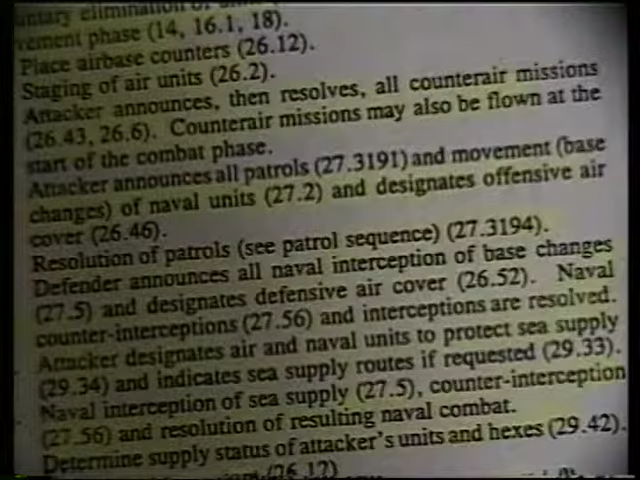 untary elimination of
vement phase (14, 16.1, 18).
Place airbase counters (26.12).
Staging of air units (26.2).
Attacker announces, then resolves, all counterair missions
(26.43, 26.6). Counterair missions may also be flown at the
start of the combat phase.
Attacker announces all patrols (27.3191) and movement (base
changes) of naval units (27.2) and designates offensive air
cover (26.46).
Resolution of patrols (see patrol sequence) (27.3194).
Defender announces all naval interception of base changes
(27.5) and designates defensive air cover (26.52). Naval
counter-interceptions (27.56) and interceptions are resolved.
Attacker designates air and naval units to protect sea supply
(29.34) and indicates sea supply routes if requested (29.33).
Naval interception of sea supply (27.5), counter-interception
(27.56) and resolution of resulting naval combat.
Determine supply status of attacker's units and hexes (29.42).
(26.12)